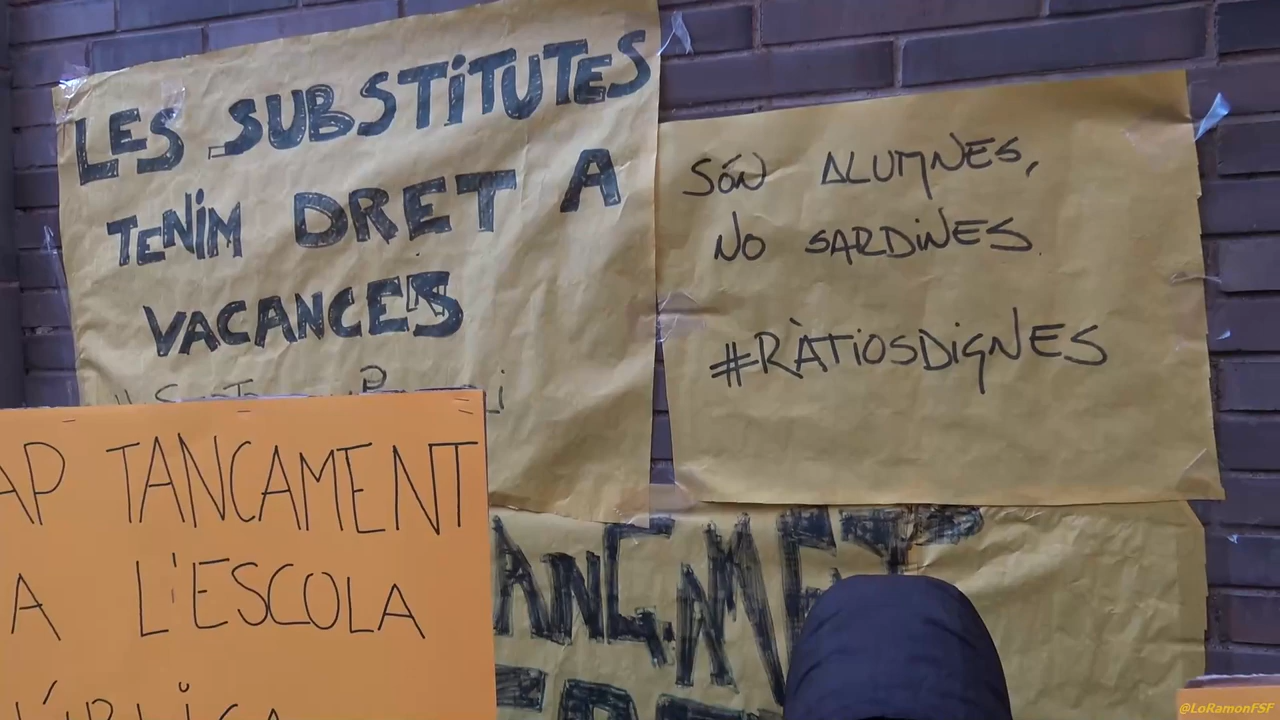 LES SUBSTITUTES
TENIM DRET A
VACANCES
SÓN ALUMNES,
NO SARDINES.
#RÀTIOSDIGNES
AP TANCAMENT
A L'ESCOLA
@LoRamonFSF